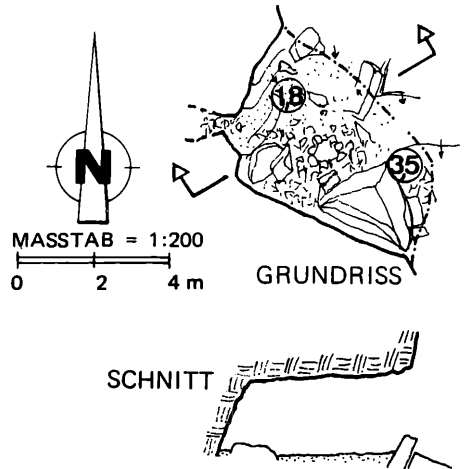 18
N
35
MASSTAB = 1:200
0 2 4 m
GRUNDRISS
SCHNITT